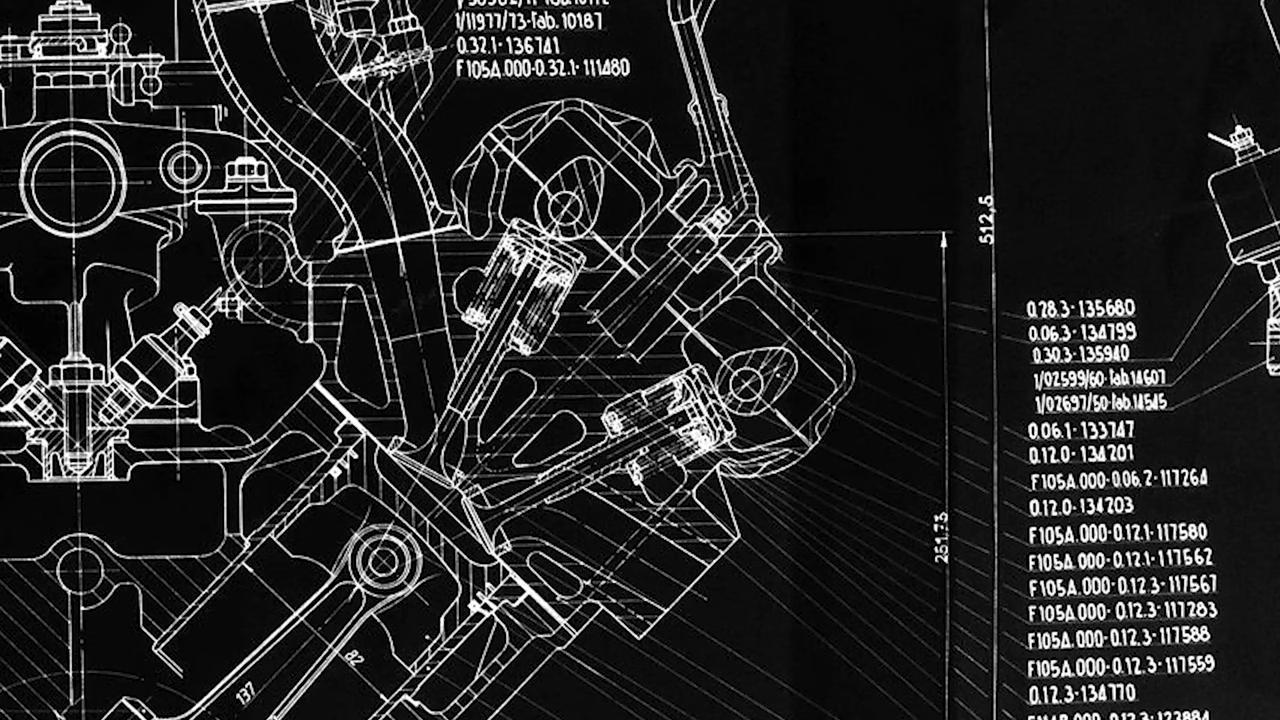 1/11977/73-fab. 10187
0.32.1-136741
F105A.000-0.32.1-111480
512,5
0.28.3-135680
0.06.3-134799
0.30.3-135940
1/02599/60-fab.14607
1/02697/50-fab.14545
0.06.1-133747
0.12.0-134201
F105A.000-0.06.2-117264
0.12.0-134203
F105A.000-0.12.1-117580
F105A.000-0.12.1-117562
F105A.000-0.12.3-117567
F105A.000-0.12.3-117283
F105A.000-0.12.3-117588
F105A.000-0.12.3-117559
0.12.3-134770
251,73
82
137